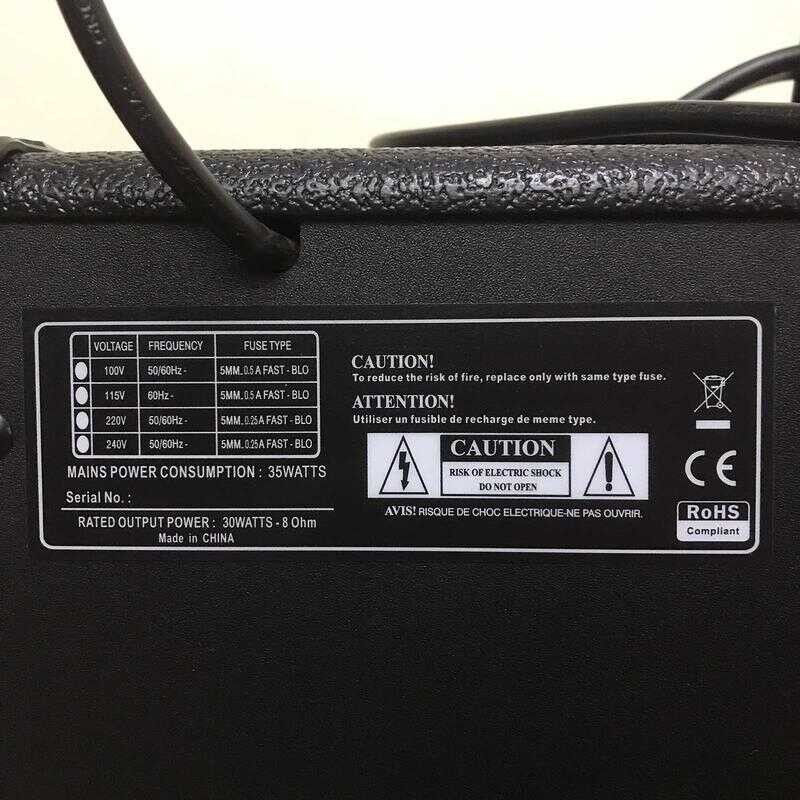 VOLTAGE FREQUENCY FUSE TYPE
100V 50/60Hz- 5MM..0.5 A FAST - BLO
115V 60Hz- 5MM..0.5 A FAST - BLO
220V 50/60Hz- 5MM..0.25 A FAST - BLO
240V 50/60Hz- 5MM..0.25 A FAST - BLO
MAINS POWER CONSUMPTION : 35WATTS
Serial No. :
RATED OUTPUT POWER : 30WATTS - 8 Ohm
Made in CHINA
CAUTION!
To reduce the risk of fire, replace only with same type fuse.
ATTENTION!
Utiliser un fusible de recharge de meme type.
CAUTION
RISK OF ELECTRIC SHOCK
DO NOT OPEN
AVIS! RISQUE DE CHOC ELECTRIQUE-NE PAS OUVRIR.
CE
RoHS
Compliant